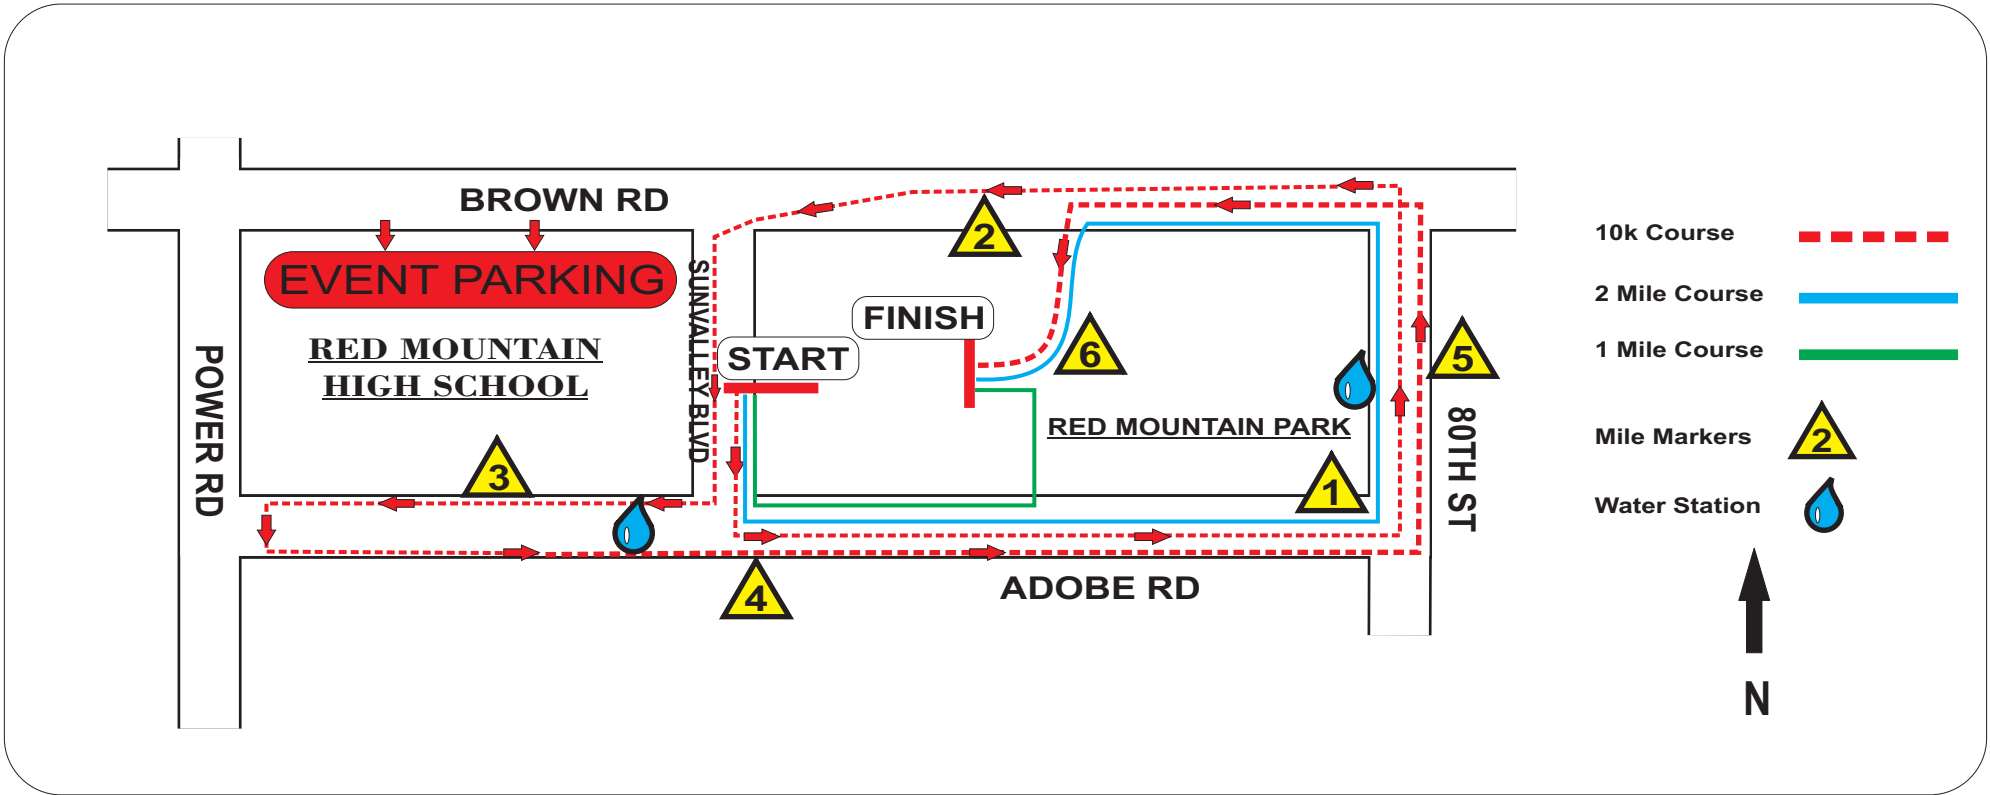 BROWN RD
EVENT PARKING
RED MOUNTAIN
HIGH SCHOOL
POWER RD
SUNVALLEY BLVD
START
FINISH
RED MOUNTAIN PARK
2
6
5
3
1
4
80TH ST
ADOBE RD
10k Course
2 Mile Course
1 Mile Course
Mile Markers
2
Water Station
N